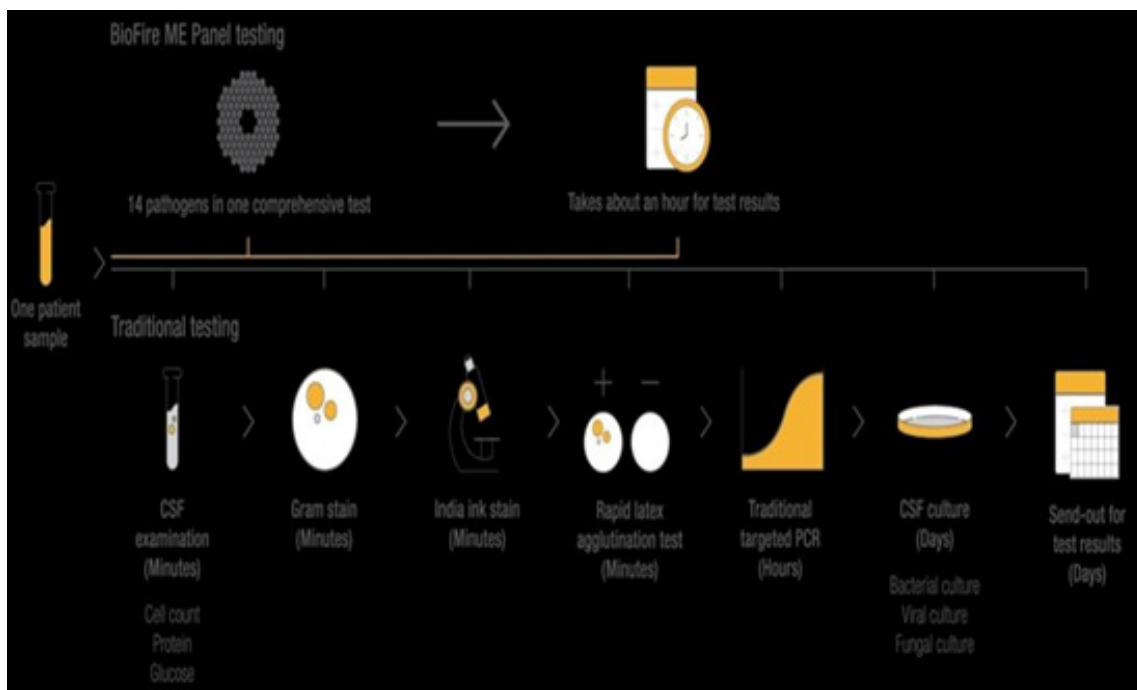 BioFire ME Panel testing
14 pathogens in one comprehensive test
Takes about an hour for test results
One patient
sample
Traditional testing
CSF
examination
(Minutes)
Cell count
Protein
Glucose
Gram stain
(Minutes)
India ink stain
(Minutes)
+ −
Rapid latex
agglutination test
(Minutes)
Traditional
targeted PCR
(Hours)
CSF culture
(Days)
Bacterial culture
Viral culture
Fungal culture
Send-out for
test results
(Days)